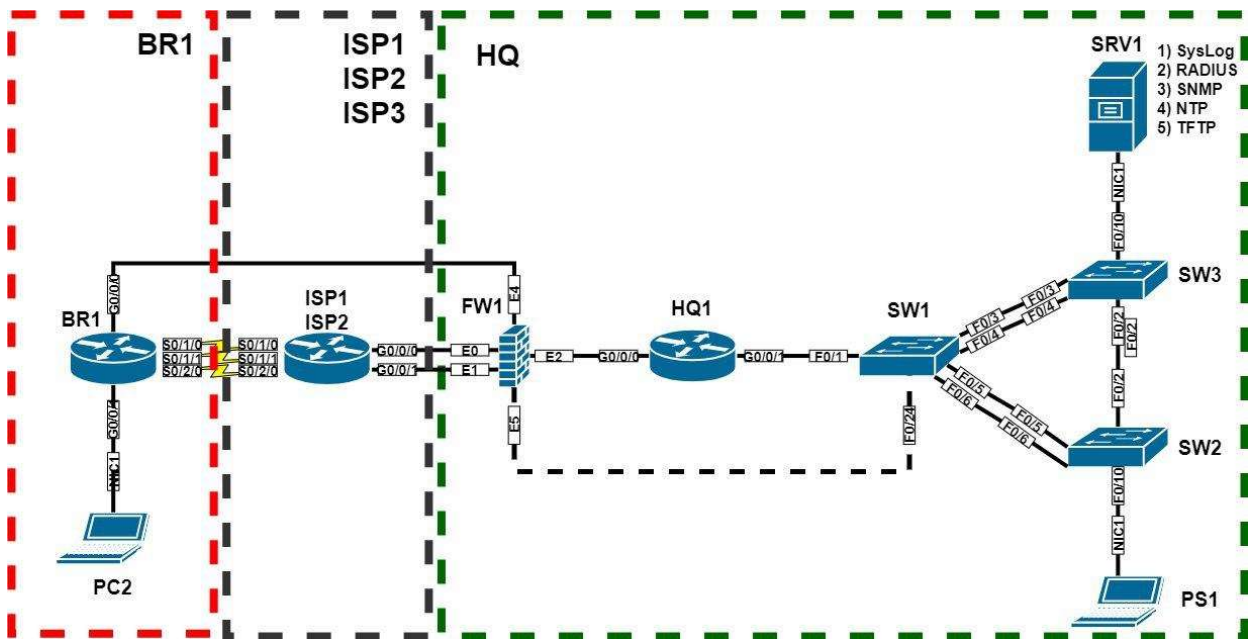 BR1
ISP1
ISP2
ISP3
HQ
SRV1
1) SysLog
2) RADIUS
3) SNMP
4) NTP
5) TFTP
NIC1
F0/10
SW3
F0/3
F0/4
F0/3
F0/4
F0/2
F0/2
F0/2
G0/0/0
E4
BR1
S0/1/0
S0/1/1
S0/2/0
S0/1/0
S0/1/1
S0/2/0
ISP1
ISP2
G0/0/0
G0/0/1
E0
E1
FW1
E2
G0/0/0
HQ1
G0/0/1
F0/1
SW1
F0/5
F0/6
F0/5
F0/6
SW2
E5
F0/24
G0/0/1
NIC1
PC2
F0/10
NIC1
PS1